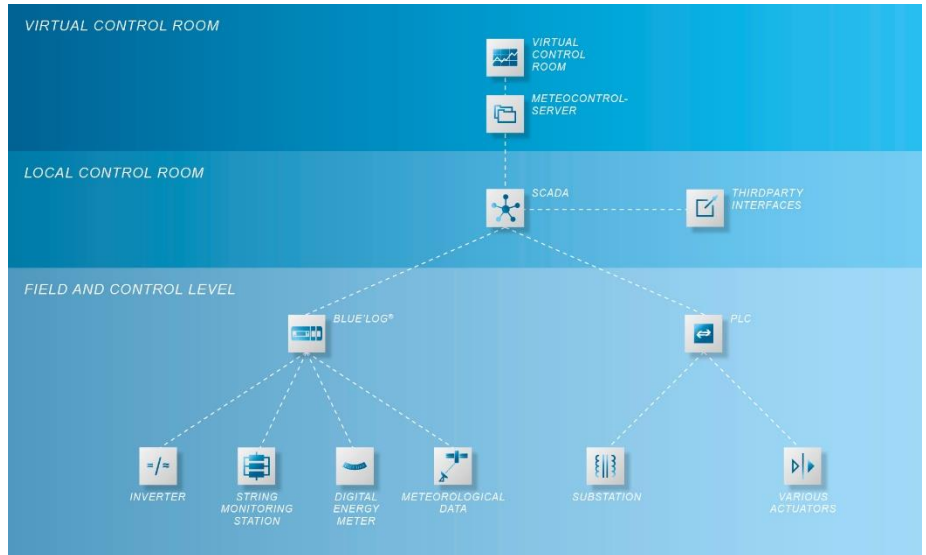 VIRTUAL CONTROL ROOM
VIRTUAL
CONTROL
ROOM
METEOCONTROL-
SERVER
LOCAL CONTROL ROOM
SCADA
THIRDPARTY
INTERFACES
FIELD AND CONTROL LEVEL
BLUE'LOG®
PLC
INVERTER
STRING
MONITORING
STATION
DIGITAL
ENERGY
METER
METEOROLOGICAL
DATA
SUBSTATION
VARIOUS
ACTUATORS